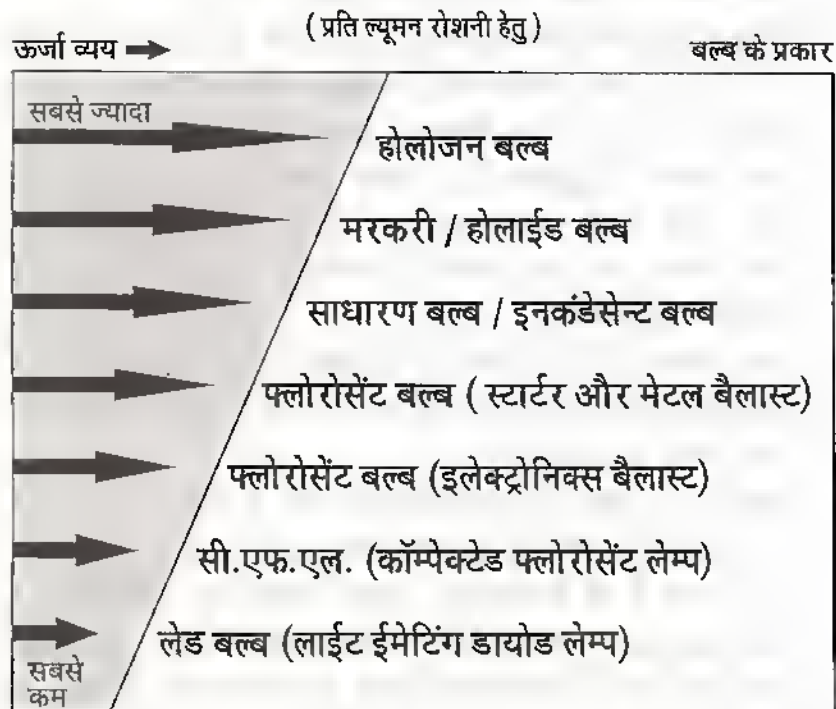 ( प्रति ल्यूमन रोशनी हेतु )
ऊर्जा व्यय बल्ब के प्रकार
सबसे ज्यादा
होलोजन बल्ब
मरकरी / होलाईड बल्ब
साधारण बल्ब / इनकंडेसेन्ट बल्ब
फ्लोरोसेंट बल्ब ( स्टार्टर और मेटल बैलास्ट)
फ्लोरोसेंट बल्ब (इलेक्ट्रोनिक्स बैलास्ट)
सी.एफ.एल. (कॉम्पेक्टेड फ्लोरोसेंट लेम्प)
लेड बल्ब (लाईट ईमेटिंग डायोड लेम्प)
सबसे
कम